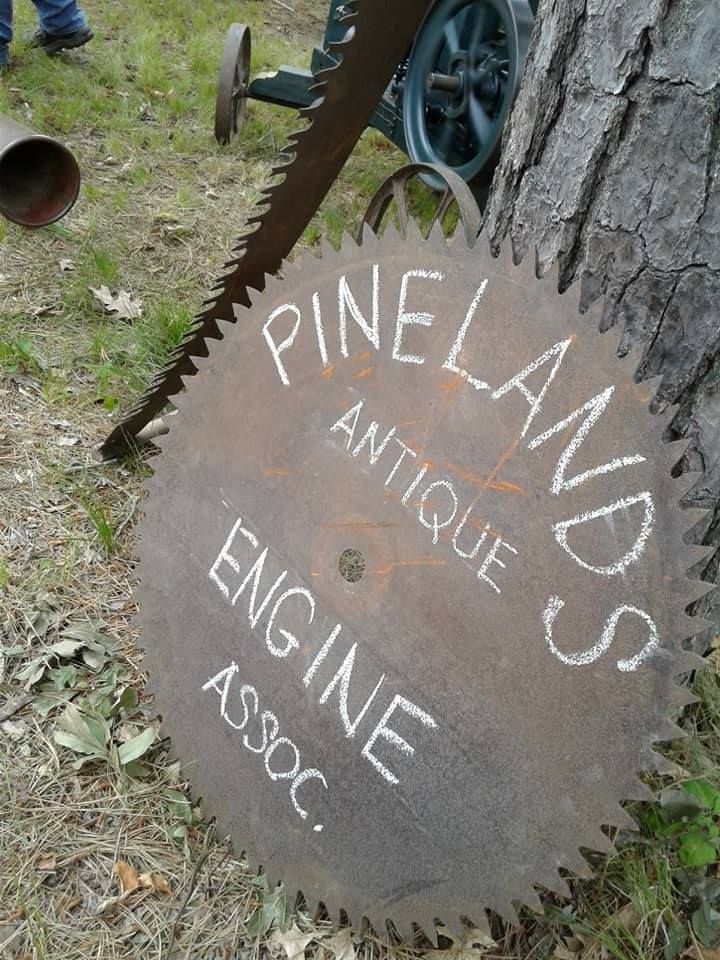 PINELANDS
ANTIQUE
ENGINE
ASSOC.